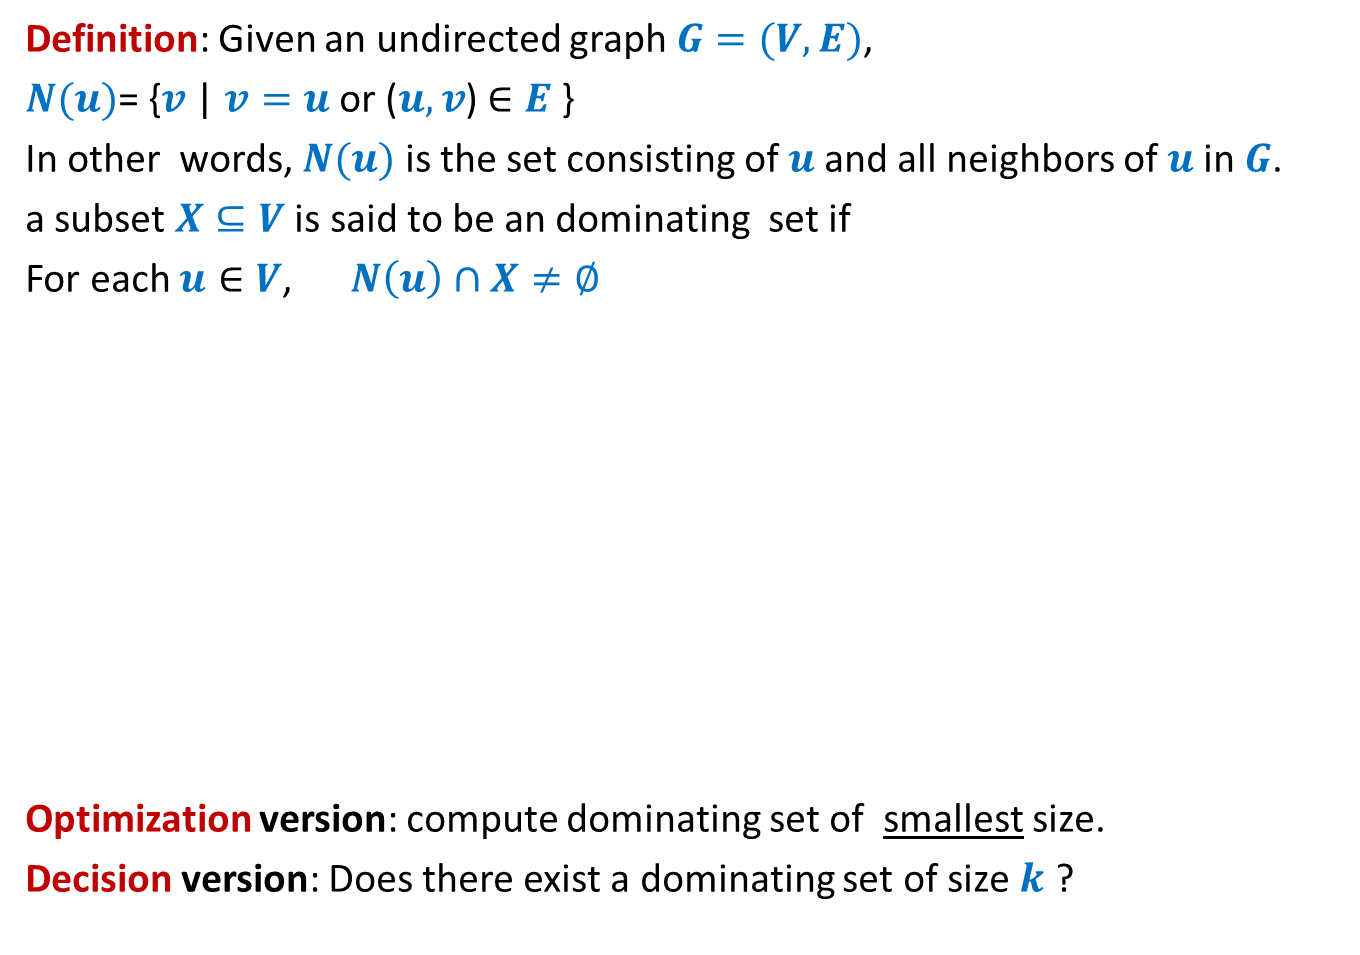 Definition: Given an undirected graph G = (V, E),
N(u)= {v | v = u or (u, v) ∈ E }
In other words, N(u) is the set consisting of u and all neighbors of u in G.
a subset X ⊆ V is said to be an dominating set if
For each u ∈ V, N(u) ∩ X ≠ ∅
Optimization version: compute dominating set of smallest size.
Decision version: Does there exist a dominating set of size k ?